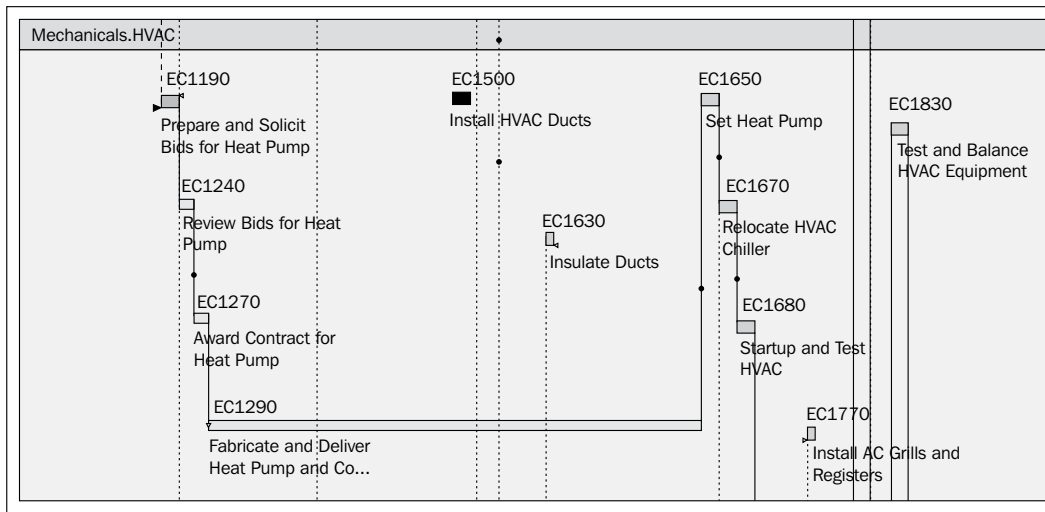 Mechanicals.HVAC
EC1190
Prepare and Solicit
Bids for Heat Pump
EC1240
Review Bids for Heat
Pump
EC1270
Award Contract for
Heat Pump
EC1290
Fabricate and Deliver
Heat Pump and Co...
EC1500
Install HVAC Ducts
EC1630
Insulate Ducts
EC1650
Set Heat Pump
EC1670
Relocate HVAC
Chiller
EC1680
Startup and Test
HVAC
EC1770
Install AC Grills and
Registers
EC1830
Test and Balance
HVAC Equipment